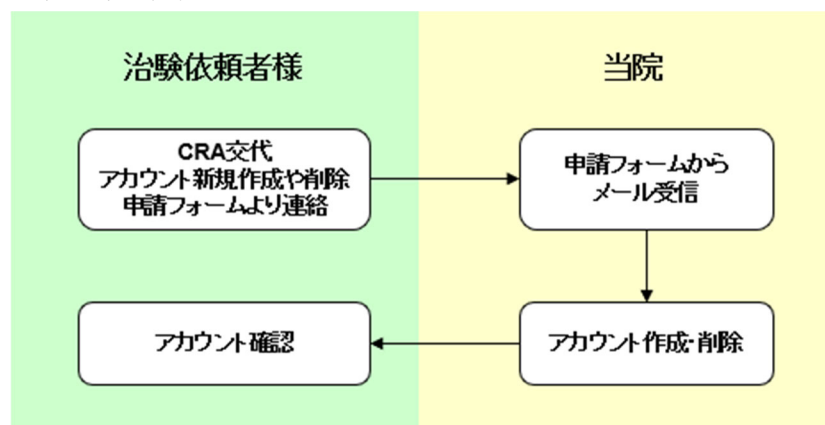 治験依頼者様
当院
CRA交代
アカウント新規作成や削除
申請フォームより連絡
申請フォームから
メール受信
アカウント確認
アカウント作成・削除